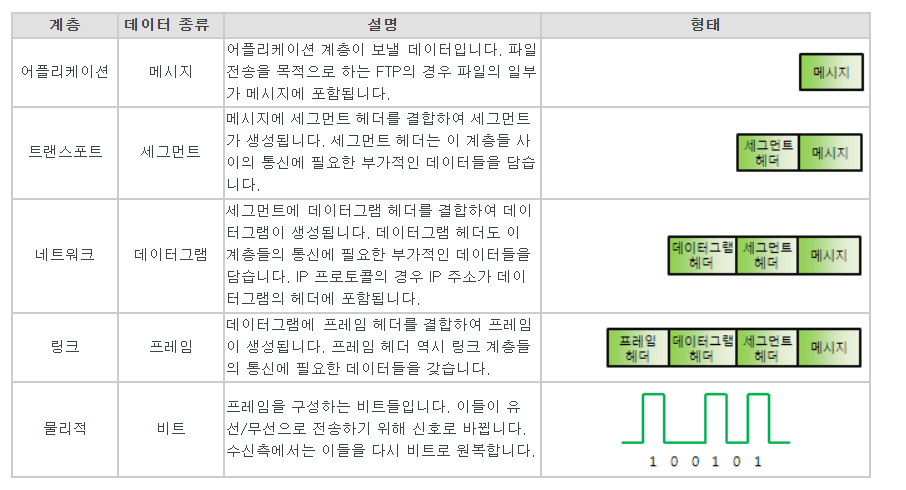 계층 데이터 종류 설명 형태
어플리케이션
메시지
어플리케이션 계층이 보낼 데이터입니다. 파일
전송을 목적으로 하는 FTP의 경우 파일의 일부
가 메시지에 포함됩니다.
메시지
트랜스포트
세그먼트
메시지에 세그먼트 헤더를 결합하여 세그먼트
가 생성됩니다. 세그먼트 헤더는 이 계층들 사
이의 통신에 필요한 부가적인 데이터들을 담습
니다.
세그먼트
헤더
메시지
네트워크
데이터그램
세그먼트에 데이터그램 헤더를 결합하여 데이
터그램이 생성됩니다. 데이터그램 헤더도 이
계층들의 통신에 필요한 부가적인 데이터들을
담습니다. IP 프로토콜의 경우 IP 주소가 데이
터그램의 헤더에 포함됩니다.
데이터그램
헤더
세그먼트
헤더
메시지
링크
프레임
데이터그램에 프레임 헤더를 결합하여 프레임
이 생성됩니다. 프레임 헤더 역시 링크 계층들
의 통신에 필요한 데이터들을 갖습니다.
프레임
헤더
데이터그램
헤더
세그먼트
헤더
메시지
물리적
비트
프레임을 구성하는 비트들입니다. 이들이 유
선/무선으로 전송하기 위해 신호로 바뀝니다.
수신측에서는 이들을 다시 비트로 원복합니다.
1 0 0 1 0 1